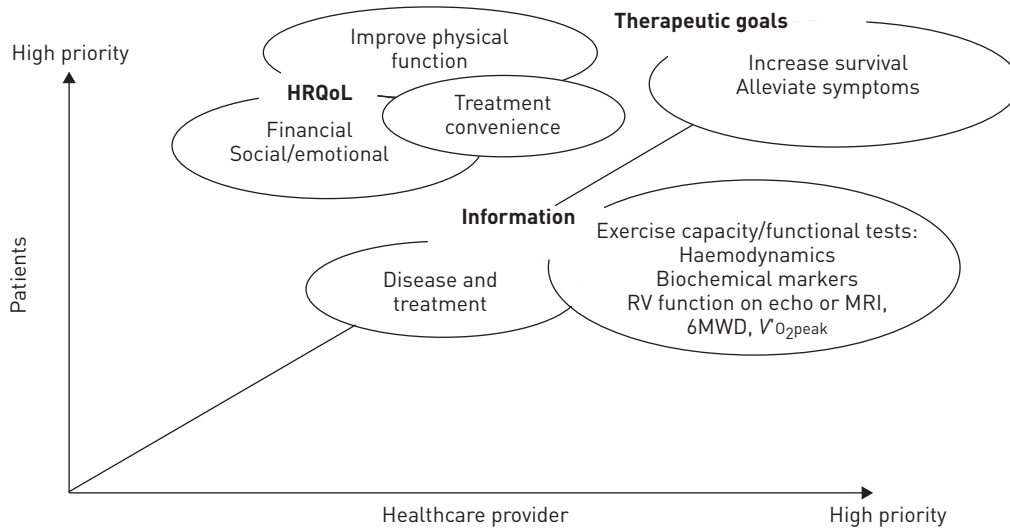 Therapeutic goals
Improve physical
function
High priority
Increase survival
Alleviate symptoms
HRQoL
Treatment
convenience
Financial
Social/emotional
Information
Exercise capacity/functional tests:
Haemodynamics
Biochemical markers
RV function on echo or MRI,
6MWD, V'O₂peak
Disease and
treatment
Patients
Healthcare provider
High priority